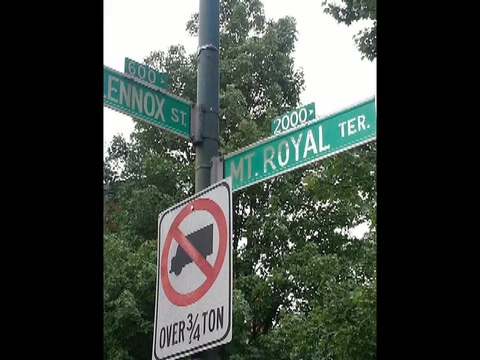 600
ENNOX ST.
2000
MT. ROYAL TER.
OVER 3/4 TON